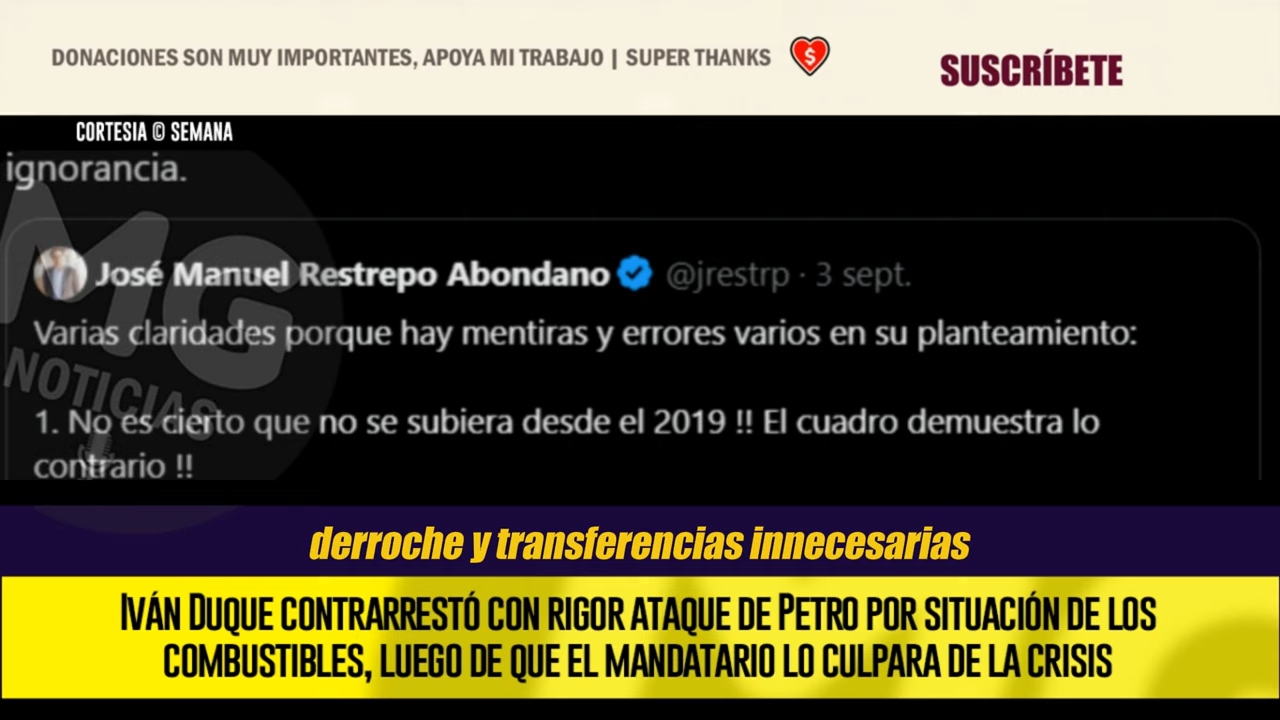 DONACIONES SON MUY IMPORTANTES, APOYA MI TRABAJO | SUPER THANKS
$
SUSCRÍBETE
CORTESIA © SEMANA
ignorancia.
José Manuel Restrepo Abondano @jrestrp · 3 sept.
Varias claridades porque hay mentiras y errores varios en su planteamiento:
MG
NOTICIAS
1. No es cierto que no se subiera desde el 2019 !! El cuadro demuestra lo
contrario !!
derroche y transferencias innecesarias
IVÁN DUQUE CONTRARRESTÓ CON RIGOR ATAQUE DE PETRO POR SITUACIÓN DE LOS
COMBUSTIBLES, LUEGO DE QUE EL MANDATARIO LO CULPARA DE LA CRISIS